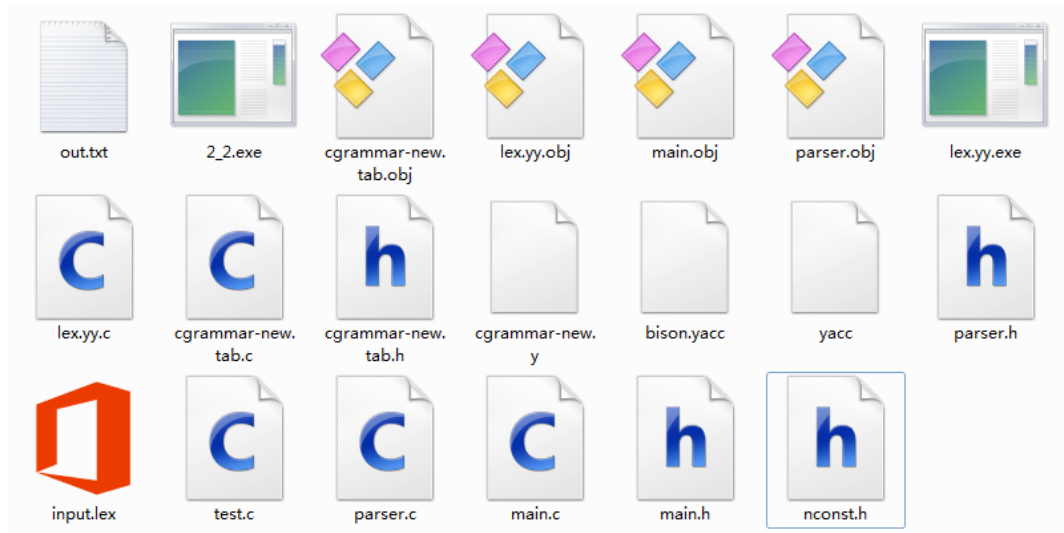 out.txt
2_2.exe
cgrammar-new.
tab.obj
lex.yy.obj
main.obj
parser.obj
lex.yy.exe
C
C
h
h
lex.yy.c
cgrammar-new.
tab.c
cgrammar-new.
tab.h
cgrammar-new.
y
bison.yacc
yacc
parser.h
C
C
C
h
h
input.lex
test.c
parser.c
main.c
main.h
nconst.h